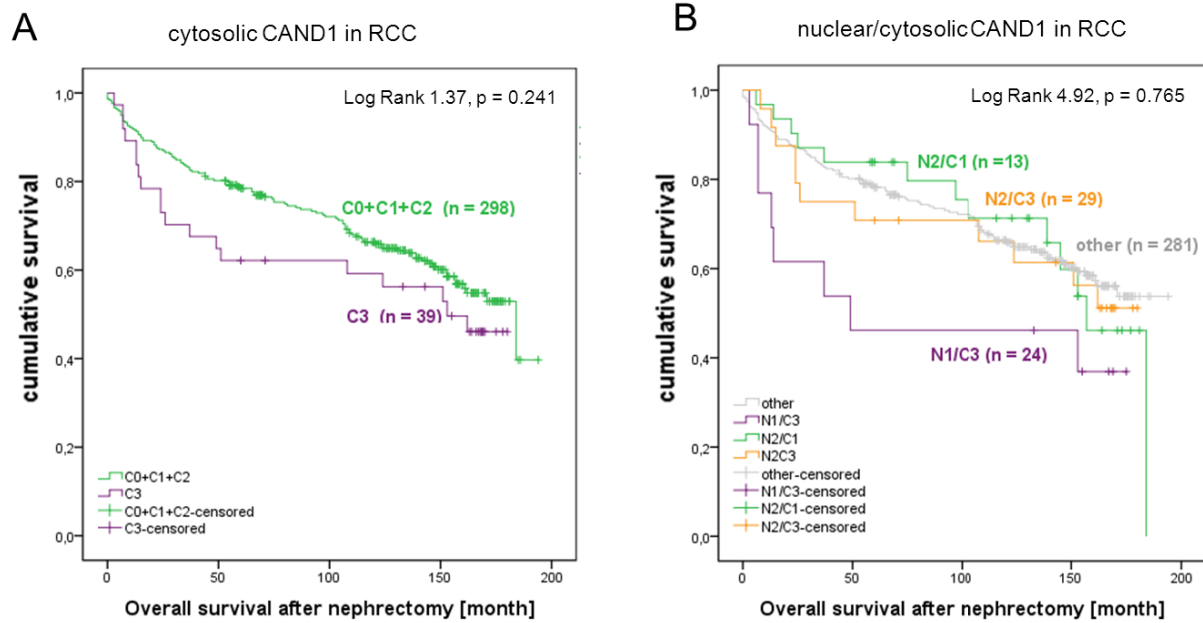 A
cytosolic CAND1 in RCC
Log Rank 1.37, p = 0.241
1,0
0,8
0,6
0,4
0,2
0,0
cumulative survival
C0+C1+C2 (n = 298)
C3 (n = 39)
C0+C1+C2
C3
C0+C1+C2-censored
C3-censored
0 50 100 150 200
Overall survival after nephrectomy [month]
B
nuclear/cytosolic CAND1 in RCC
Log Rank 4.92, p = 0.765
1,0
0,8
0,6
0,4
0,2
0,0
cumulative survival
N2/C1 (n =13)
N2/C3 (n = 29)
other (n = 281)
N1/C3 (n = 24)
other
N1/C3
N2/C1
N2C3
other-censored
N1/C3-censored
N2/C1-censored
N2/C3-censored
0 50 100 150 200
Overall survival after nephrectomy [month]